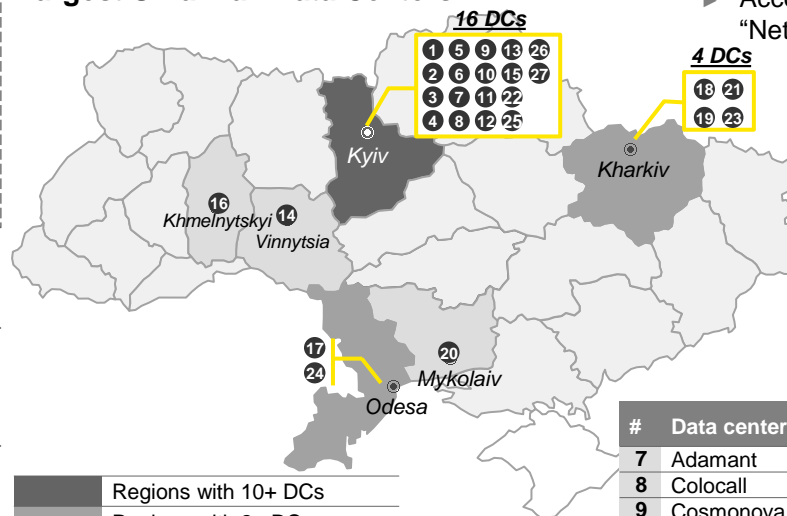 16 DCs
1 5 9 13 26
2 6 10 15 27
3 7 11 22
4 8 12 25
4 DCs
18 21
19 23
Kyiv
Kharkiv
16
Khmelnytskyi
14
Vinnytsia
17
24
20
Mykolaiv
Odesa
# Data center
7 Adamant
8 Colocall
9 Cosmonova
Regions with 10+ DCs